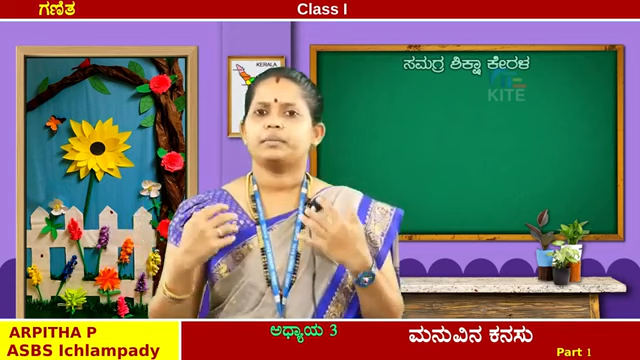 ಗಣಿತ
Class I
KERALA
ಸಮಗ್ರ ಶಿಕ್ಷಾ ಕೇರಳ
KITE
ARPITHA P
ASBS Ichlampady
ಅಧ್ಯಾಯ 3
ಮನುವಿನ ಕನಸು
Part 1